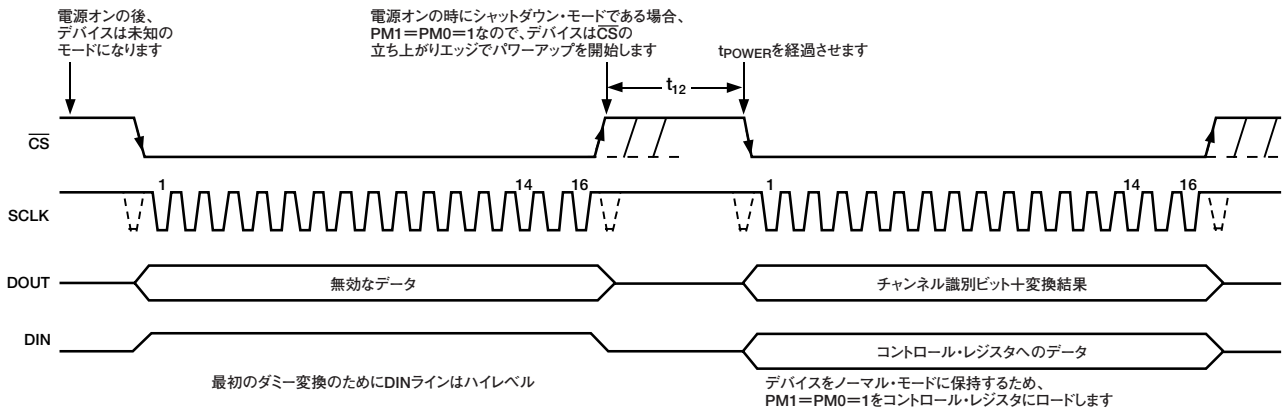 電源オンの後、
デバイスは未知の
モードになります
電源オンの時にシャットダウン・モードである場合、
PM1＝PM0＝1なので、デバイスはCSの
立ち上がりエッジでパワーアップを開始します
tPOWERを経過させます
t12
CS
1 14 16 1 14 16
SCLK
DOUT 無効なデータ チャンネル識別ビット＋変換結果
DIN コントロール・レジスタへのデータ
最初のダミー変換のためにDINラインはハイレベル
デバイスをノーマル・モードに保持するため、
PM1＝PM0＝1をコントロール・レジスタにロードします